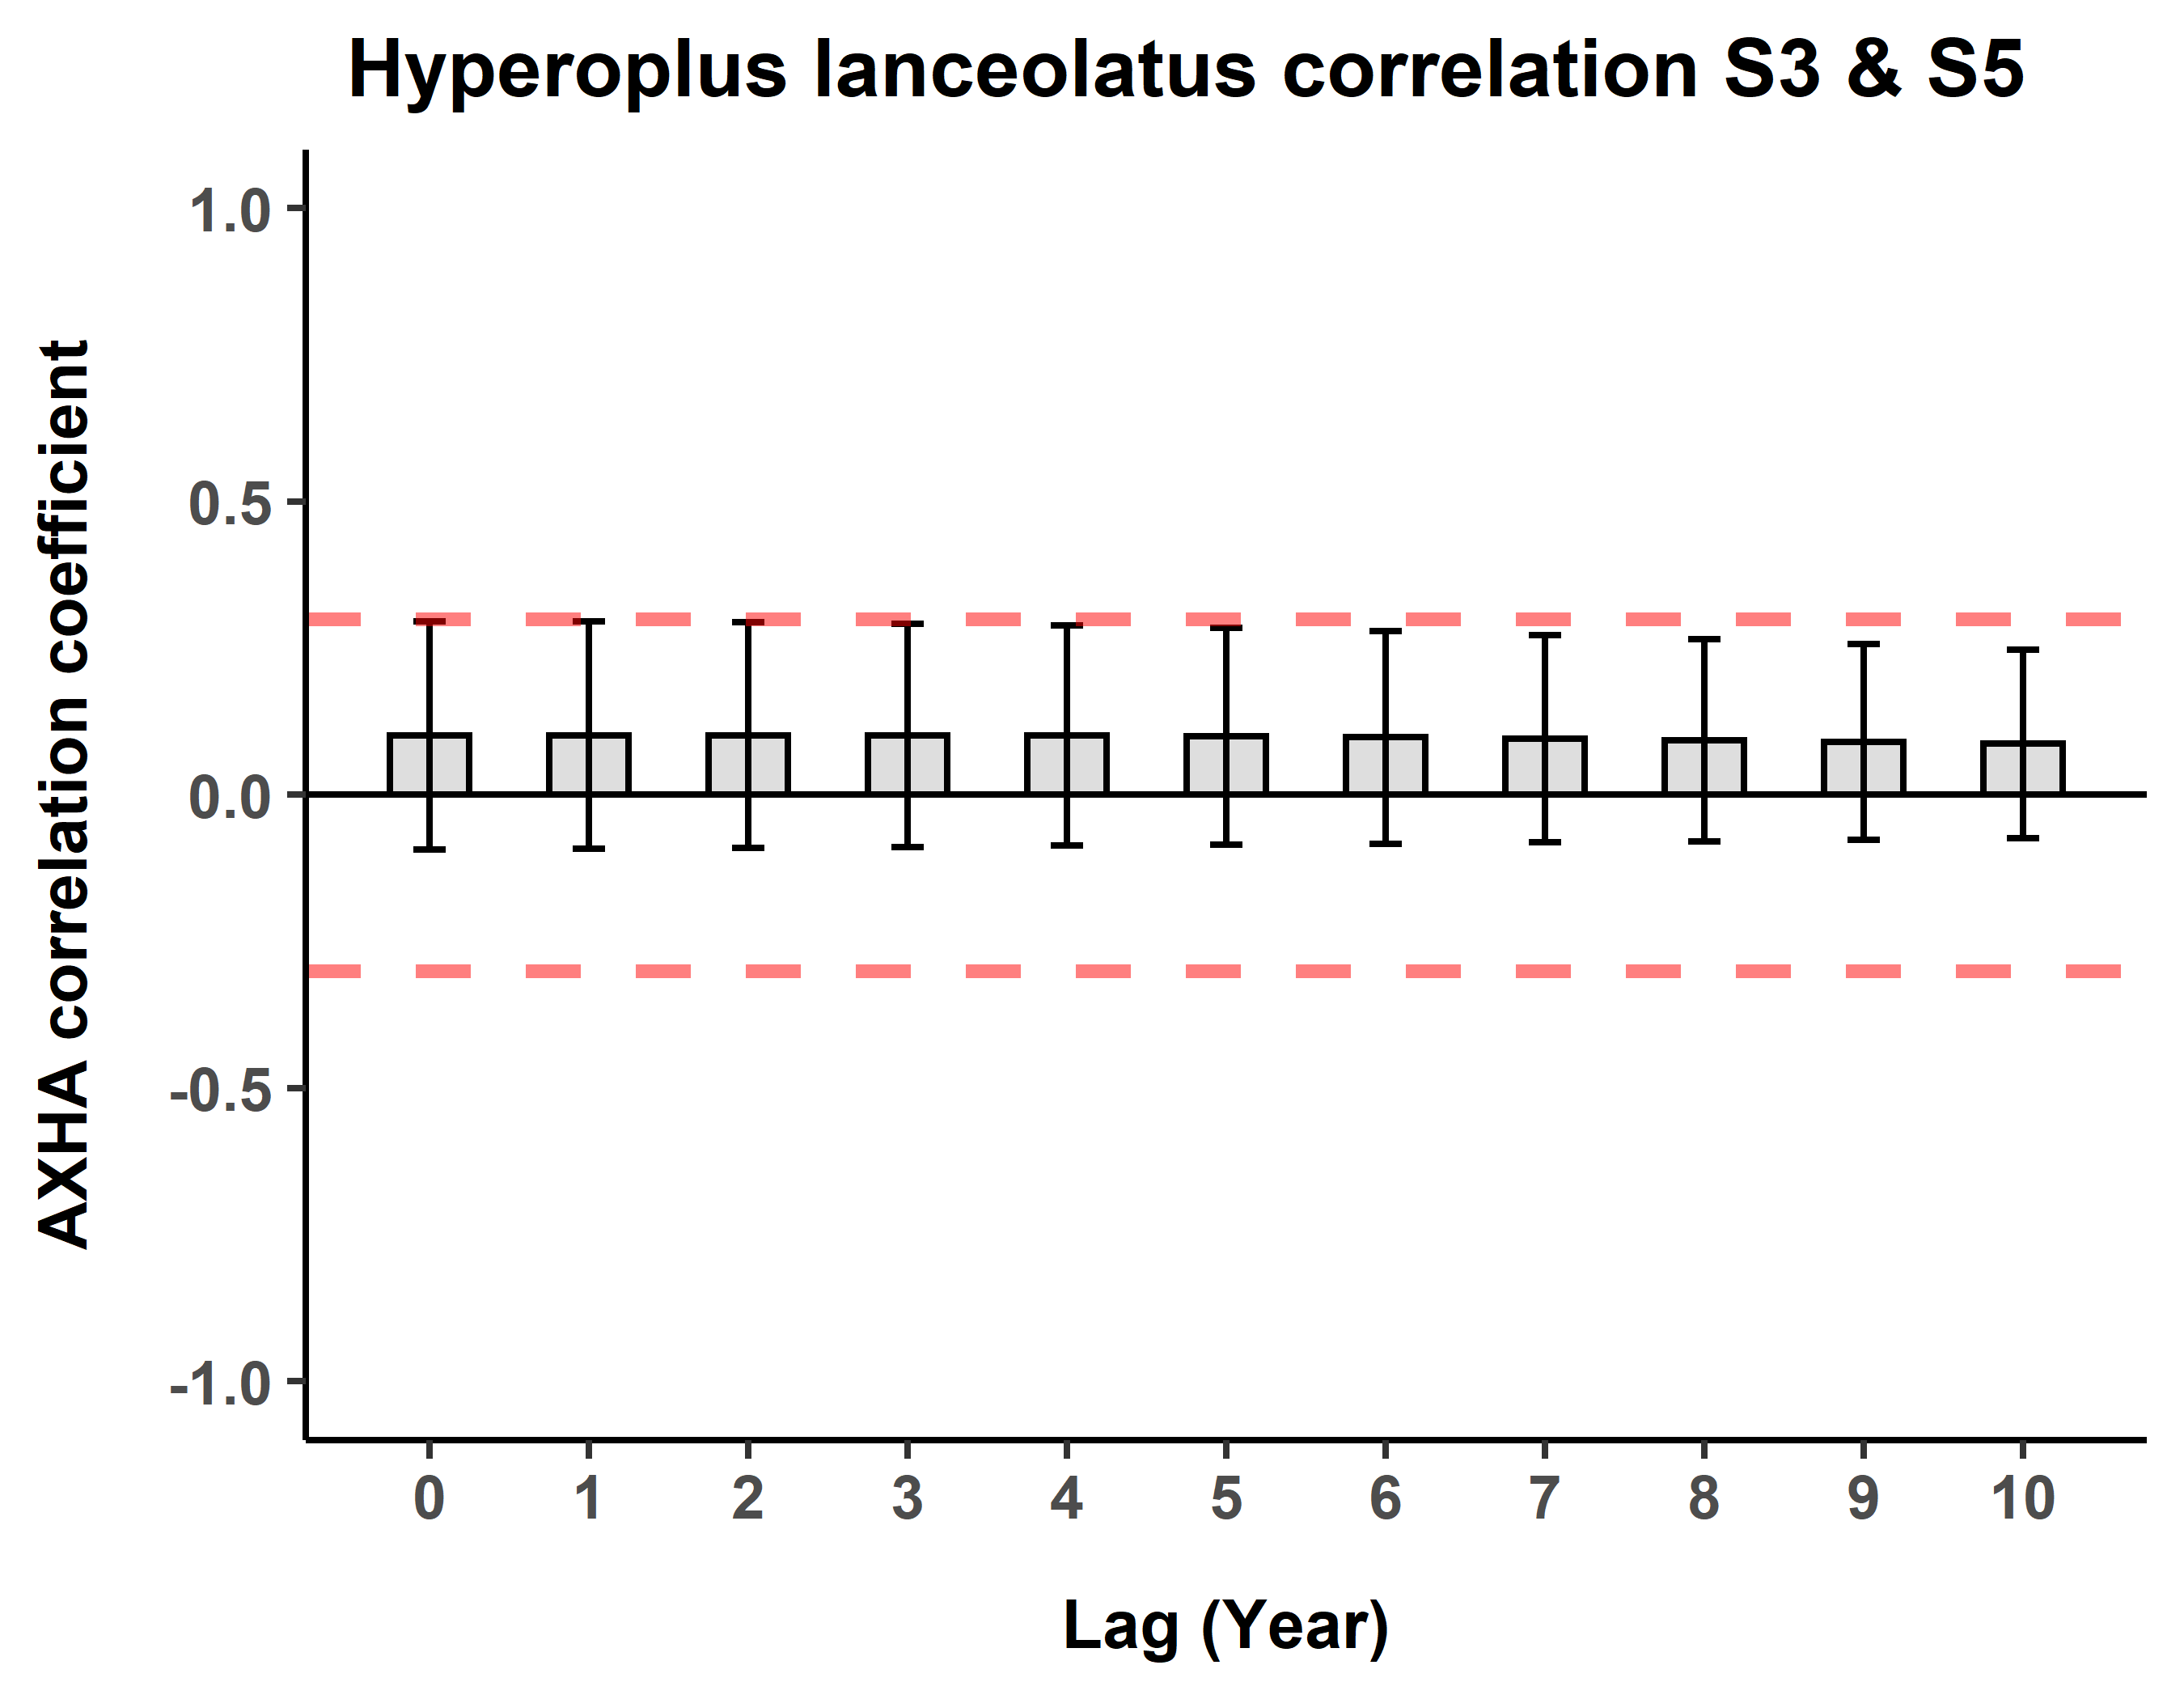 Hyperoplus lanceolatus correlation S3 & S5
AXHA correlation coefficient
1.0
0.5
0.0
-0.5
-1.0
0 1 2 3 4 5 6 7 8 9 10
Lag (Year)